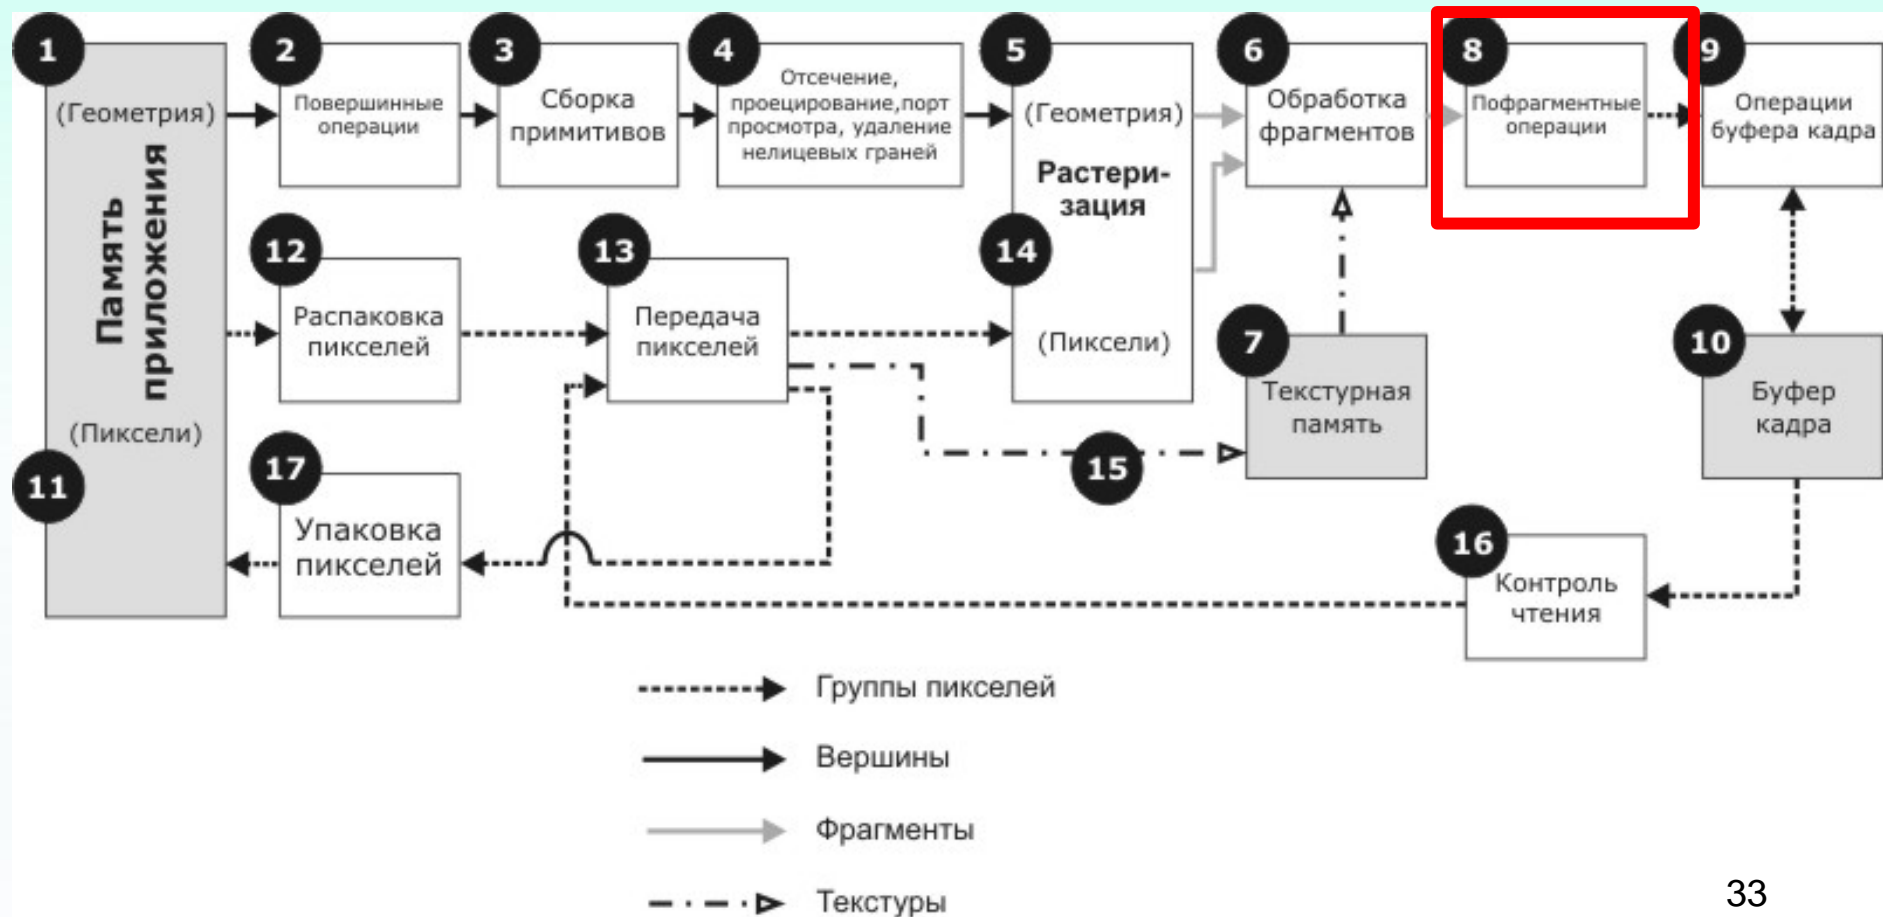 1
(Геометрия)
Память
приложения
(Пиксели)
11
2
Повершинные
операции
3
Сборка
примитивов
4
Отсечение,
проецирование,порт
просмотра, удаление
нелицевых граней
5
(Геометрия)
Растери-
зация
14
(Пиксели)
6
Обработка
фрагментов
8
Пофрагментные
операции
9
Операции
буфера кадра
12
Распаковка
пикселей
13
Передача
пикселей
7
Текстурная
память
10
Буфер
кадра
17
Упаковка
пикселей
15
16
Контроль
чтения
Группы пикселей
Вершины
Фрагменты
Текстуры
33